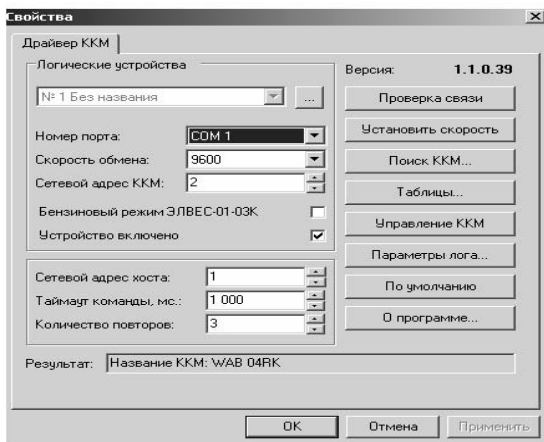 Свойства
Драйвер ККМ
Логические устройства
№ 1 Без названия
...
Номер порта: COM 1
Скорость обмена: 9600
Сетевой адрес ККМ: 2
Бензиновый режим ЭЛВЕС-01-03К
Устройство включено
Сетевой адрес хоста: 1
Таймаут команды, мс.: 1 000
Количество повторов: 3
Версия: 1.1.0.39
Проверка связи
Установить скорость
Поиск ККМ...
Таблицы...
Управление ККМ
Параметры лога...
По умолчанию
О программе...
Результат: Название ККМ: WAB 04RK
OK
Отмена
Применить